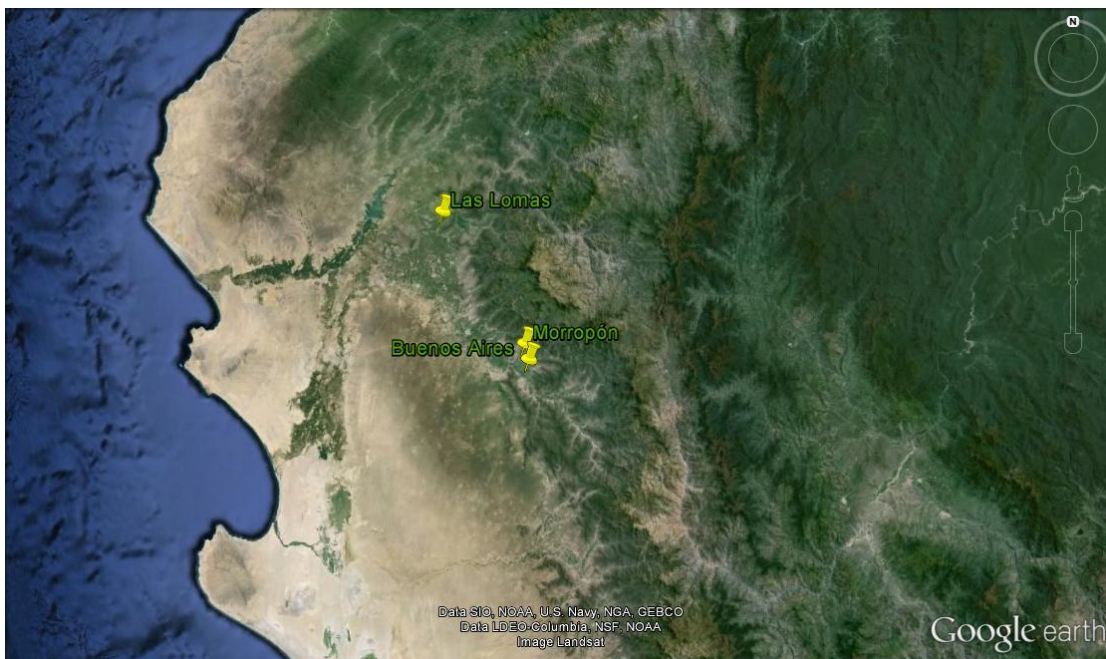 N
Las Lomas
Morropón
Buenos Aires
Data SIO, NOAA, U.S. Navy, NGA, GEBCO
Data LDEO-Columbia, NSF, NOAA
Image Landsat
Google earth